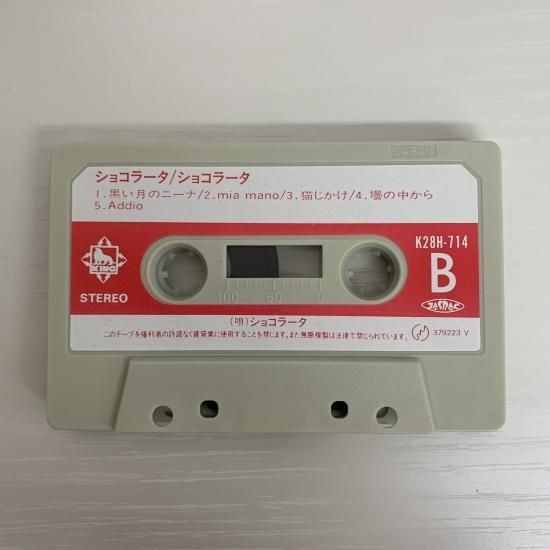 JAPAN
ショコラータ/ショコラータ
1.黒い月のニーナ/2.mia mano/3.猫じかけ/4.壜の中から
5.Addio
K28H-714
B
KING
STEREO
100 50 0
JASRAC
(唄)ショコラータ
このテープを権利者の許諾なく賃貸業に使用することを禁じます。また無断複製は法律で禁じられています。
379223 V